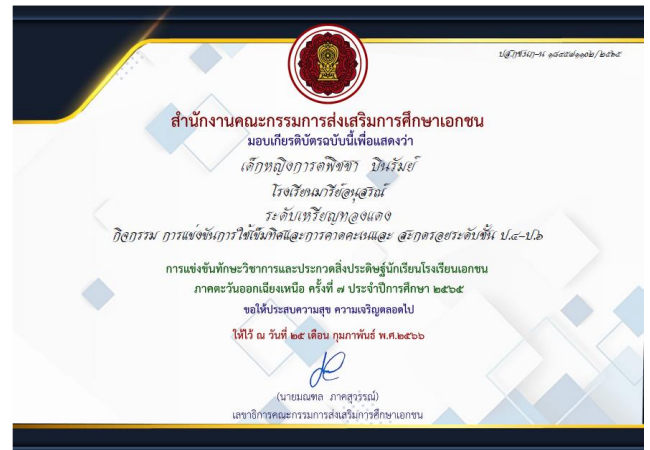 สำนักงานคณะกรรมการส่งเสริมการศึกษาเอกชน
มอบเกียรติบัตรฉบับนี้เพื่อแสดงว่า
เด็กหญิงการตพิชชา ปินรัมย์
โรงเรียนมารีย์อนุสรณ์
ระดับเหรียญทองแดง
กิจกรรม การแข่งขันการใช้เข็มทิศและการคาดคะเนและ สะกดรอยระดับชั้น ป.๔-ป.๖
การแข่งขันทักษะวิชาการและประกวดสิ่งประดิษฐ์นักเรียนโรงเรียนเอกชน
ภาคตะวันออกเฉียงเหนือ ครั้งที่ ๗ ประจำปีการศึกษา ๒๕๖๕
ขอให้ประสบความสุข ความเจริญตลอดไป
ให้ไว้ ณ วันที่ ๒๔ เดือน กุมภาพันธ์ พ.ศ.๒๕๖๖
(นายมณฑล ภาคสุวรรณ์)
เลขาธิการคณะกรรมการส่งเสริมการศึกษาเอกชน